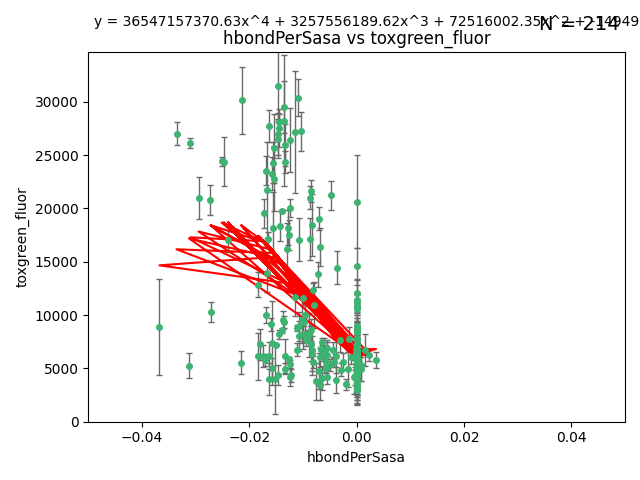 y = 36547157370.63x^4 + 3257556189.62x^3 + 72516002.35x^2 + -14949
N = 214
hbondPerSasa vs toxgreen_fluor
30000
25000
20000
15000
10000
5000
0
toxgreen_fluor
−0.04 −0.02 0.00 0.02 0.04
hbondPerSasa